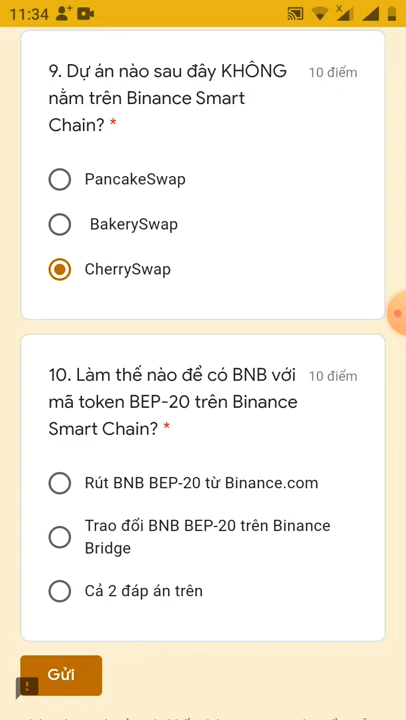 11:34
9. Dự án nào sau đây KHÔNG
10 điểm
nằm trên Binance Smart
Chain? *
PancakeSwap
BakerySwap
CherrySwap
10. Làm thế nào để có BNB với
10 điểm
mã token BEP-20 trên Binance
Smart Chain? *
Rút BNB BEP-20 từ Binance.com
Trao đổi BNB BEP-20 trên Binance
Bridge
Cả 2 đáp án trên
Gửi